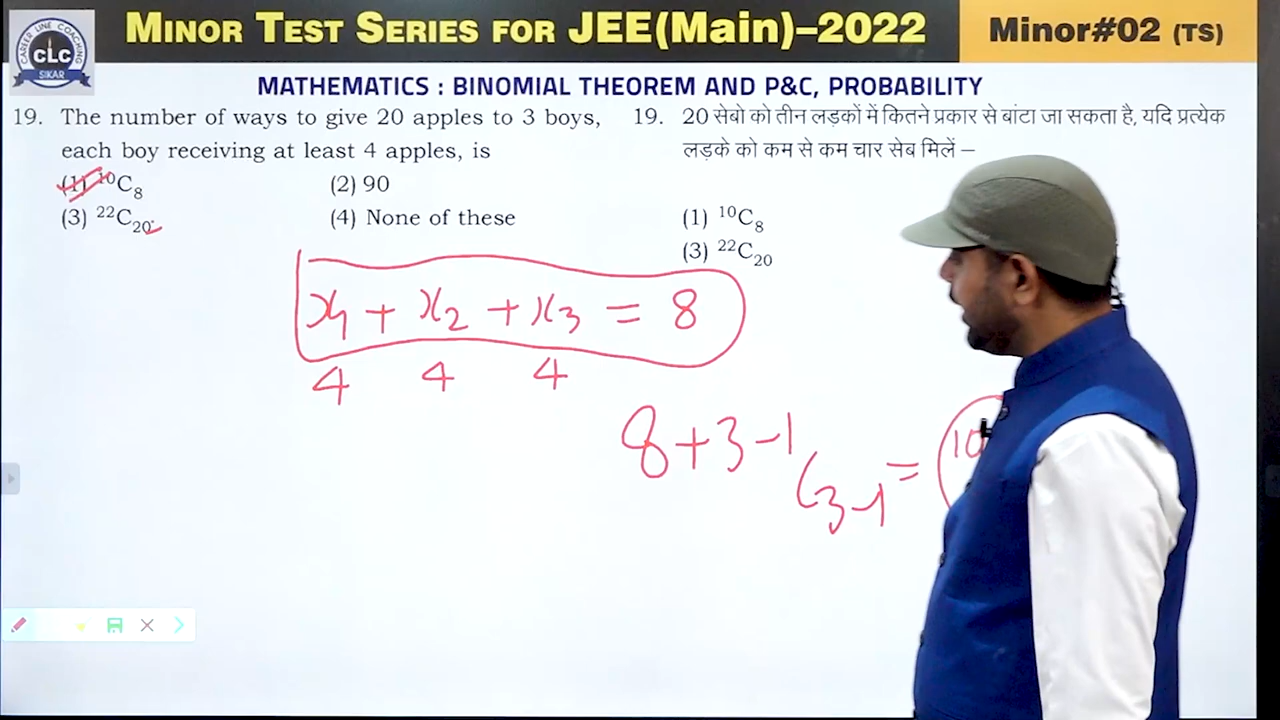 CAREER LINE COACHING
CLC
SIKAR
MINOR TEST SERIES FOR JEE(MAIN)–2022
Minor#02 (TS)
MATHEMATICS : BINOMIAL THEOREM AND P&C, PROBABILITY
19. The number of ways to give 20 apples to 3 boys,
each boy receiving at least 4 apples, is
(1) ¹⁰C₈ (2) 90
(3) ²²C₂₀ (4) None of these
19. 20 सेबो को तीन लड़कों में कितने प्रकार से बांटा जा सकता है, यदि प्रत्येक
लड़के को कम से कम चार सेब मिलें –
(1) ¹⁰C₈
(3) ²²C₂₀
x₁ + x₂ + x₃ = 8
4 4 4
8+3-1
C
3-1 =
10